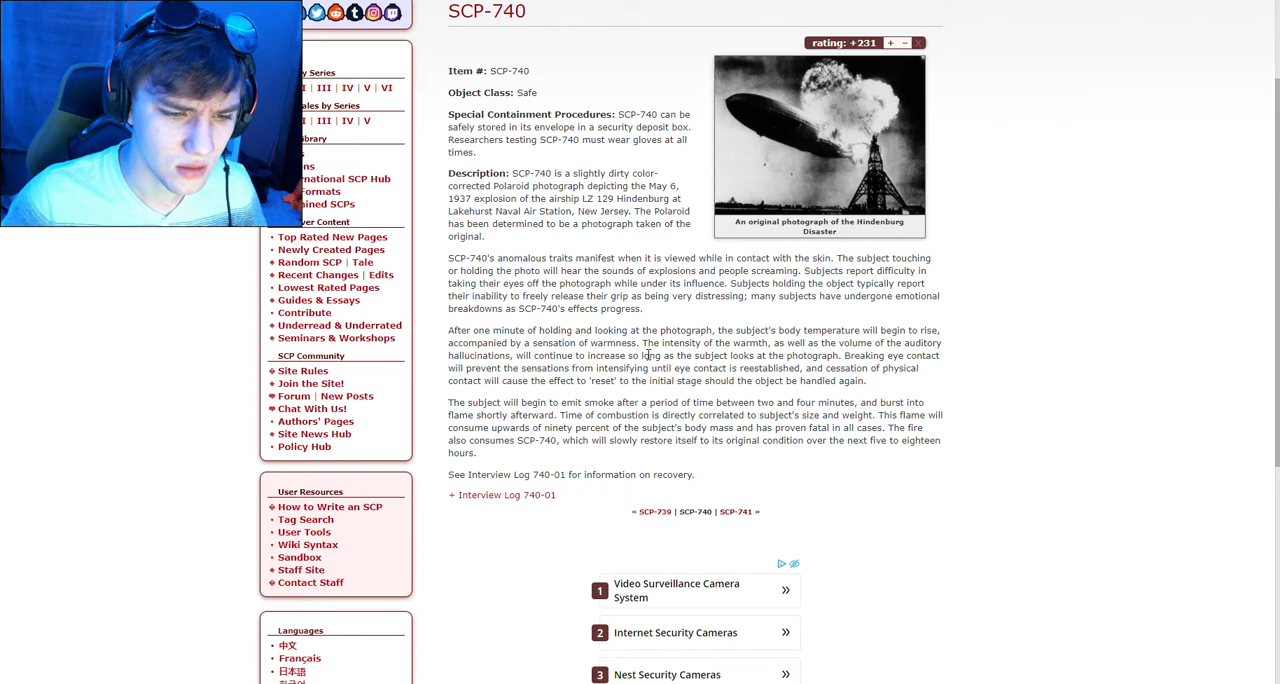 SCP-740
rating: +231 + – X
y Series
I III IV V VI
ales by Series
I III IV V
ibrary
s
ons
rnational SCP Hub
Formats
ained SCPs
ver Content
Top Rated New Pages
Newly Created Pages
Random SCP | Tale
Recent Changes | Edits
Lowest Rated Pages
Guides & Essays
Contribute
Underread & Underrated
Seminars & Workshops
SCP Community
Site Rules
Join the Site!
Forum | New Posts
Chat With Us!
Authors' Pages
Site News Hub
Policy Hub
User Resources
How to Write an SCP
Tag Search
User Tools
Wiki Syntax
Sandbox
Staff Site
Contact Staff
Languages
中文
Français
日本語
Item #: SCP-740
Object Class: Safe
Special Containment Procedures: SCP-740 can be
safely stored in its envelope in a security deposit box.
Researchers testing SCP-740 must wear gloves at all
times.
Description: SCP-740 is a slightly dirty color-
corrected Polaroid photograph depicting the May 6,
1937 explosion of the airship LZ 129 Hindenburg at
Lakehurst Naval Air Station, New Jersey. The Polaroid
has been determined to be a photograph taken of the
original.
An original photograph of the Hindenburg
Disaster
SCP-740's anomalous traits manifest when it is viewed while in contact with the skin. The subject touching
or holding the photo will hear the sounds of explosions and people screaming. Subjects report difficulty in
taking their eyes off the photograph while under its influence. Subjects holding the object typically report
their inability to freely release their grip as being very distressing; many subjects have undergone emotional
breakdowns as SCP-740's effects progress.
After one minute of holding and looking at the photograph, the subject's body temperature will begin to rise,
accompanied by a sensation of warmness. The intensity of the warmth, as well as the volume of the auditory
hallucinations, will continue to increase so long as the subject looks at the photograph. Breaking eye contact
will prevent the sensations from intensifying until eye contact is reestablished, and cessation of physical
contact will cause the effect to 'reset' to the initial stage should the object be handled again.
The subject will begin to emit smoke after a period of time between two and four minutes, and burst into
flame shortly afterward. Time of combustion is directly correlated to subject's size and weight. This flame will
consume upwards of ninety percent of the subject's body mass and has proven fatal in all cases. The fire
also consumes SCP-740, which will slowly restore itself to its original condition over the next five to eighteen
hours.
See Interview Log 740-01 for information on recovery.
+ Interview Log 740-01
« SCP-739 | SCP-740 | SCP-741 »
1 Video Surveillance Camera
System »
2 Internet Security Cameras »
3 Nest Security Cameras »